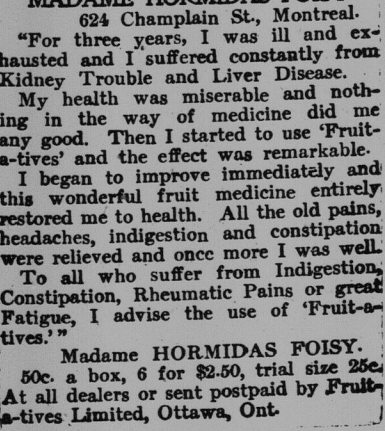 MADAME HORMIDAS FOISY
624 Champlain St., Montreal.
"For three years, I was ill and ex-
hausted and I suffered constantly from
Kidney Trouble and Liver Disease.
My health was miserable and noth-
ing in the way of medicine did me
any good. Then I started to use 'Fruit-
a-tives' and the effect was remarkable.
I began to improve immediately and
this wonderful fruit medicine entirely
restored me to health. All the old pains,
headaches, indigestion and constipation
were relieved and once more I was well.
To all who suffer from Indigestion,
Constipation, Rheumatic Pains or great
Fatigue, I advise the use of 'Fruit-a-
tives.'"
Madame HORMIDAS FOISY.
50c. a box, 6 for $2.50, trial size 25c.
At all dealers or sent postpaid by Fruit-
a-tives Limited, Ottawa, Ont.